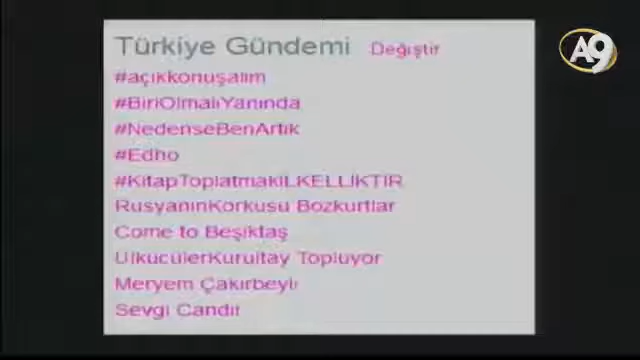 A9
Türkiye Gündemi Değiştir
#açıkkonuşalım
#BiriOlmalıYanında
#NedenseBenArtık
#Edho
#KitapToplatmakİLKELLİKTİR
RusyanınKorkusu Bozkurtlar
Come to Beşiktaş
ÜlkücülerKurultay Topluyor
Meryem Çakırbeyli
Sevgi Candır